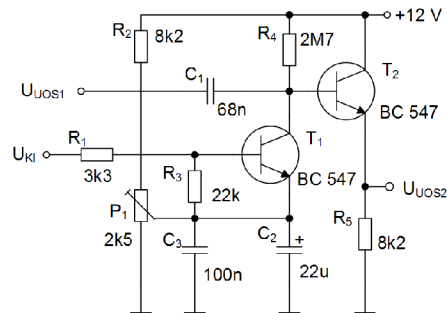 +12 V
R2
8k2
R4
2M7
T2
C1
UUOS1
68n
BC 547
T1
UKI
R1
3k3
R3
22k
BC 547
UUOS2
P1
2k5
C3
100n
C2
+
22u
R5
8k2